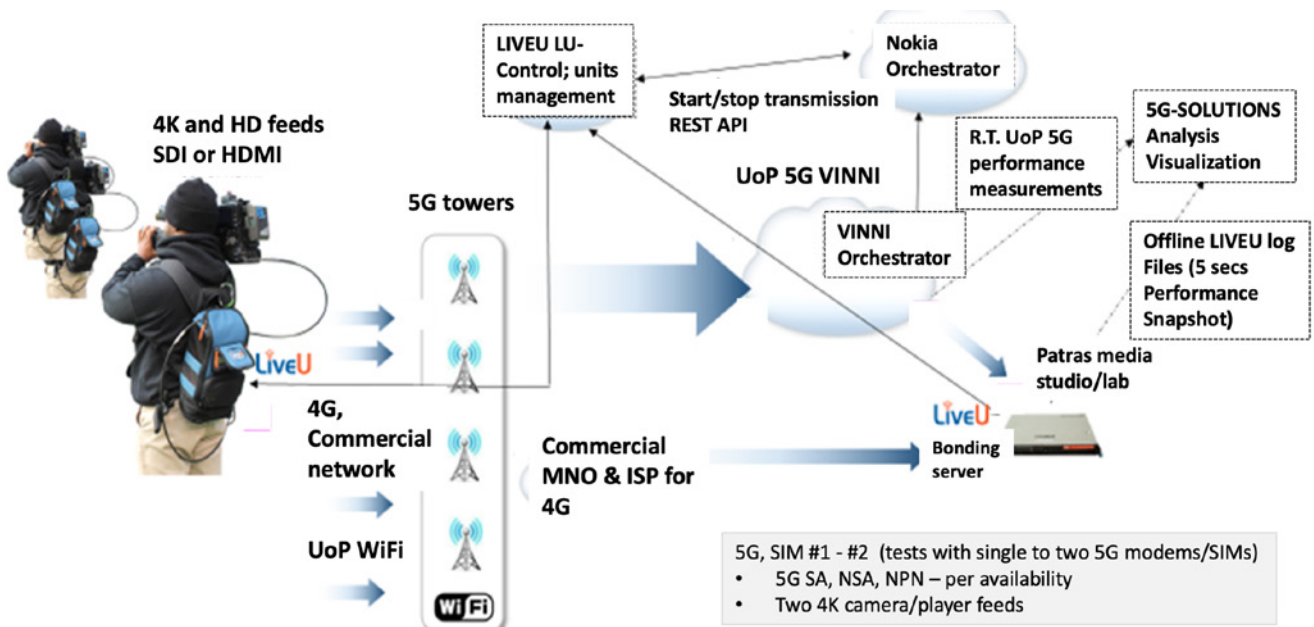 LIVEU LU-
Control; units
management
Nokia
Orchestrator
Start/stop transmission
REST API
4K and HD feeds
SDI or HDMI
5G-SOLUTIONS
Analysis
Visualization
R.T. UoP 5G
performance
measurements
UoP 5G VINNI
5G towers
VINNI
Orchestrator
Offline LIVEU log
Files (5 secs
Performance
Snapshot)
LiveU
Patras media
studio/lab
4G,
Commercial
network
LiveU
Bonding
server
Commercial
MNO & ISP for
4G
UoP WiFi
WiFi
5G, SIM #1 - #2 (tests with single to two 5G modems/SIMs)
• 5G SA, NSA, NPN – per availability
• Two 4K camera/player feeds